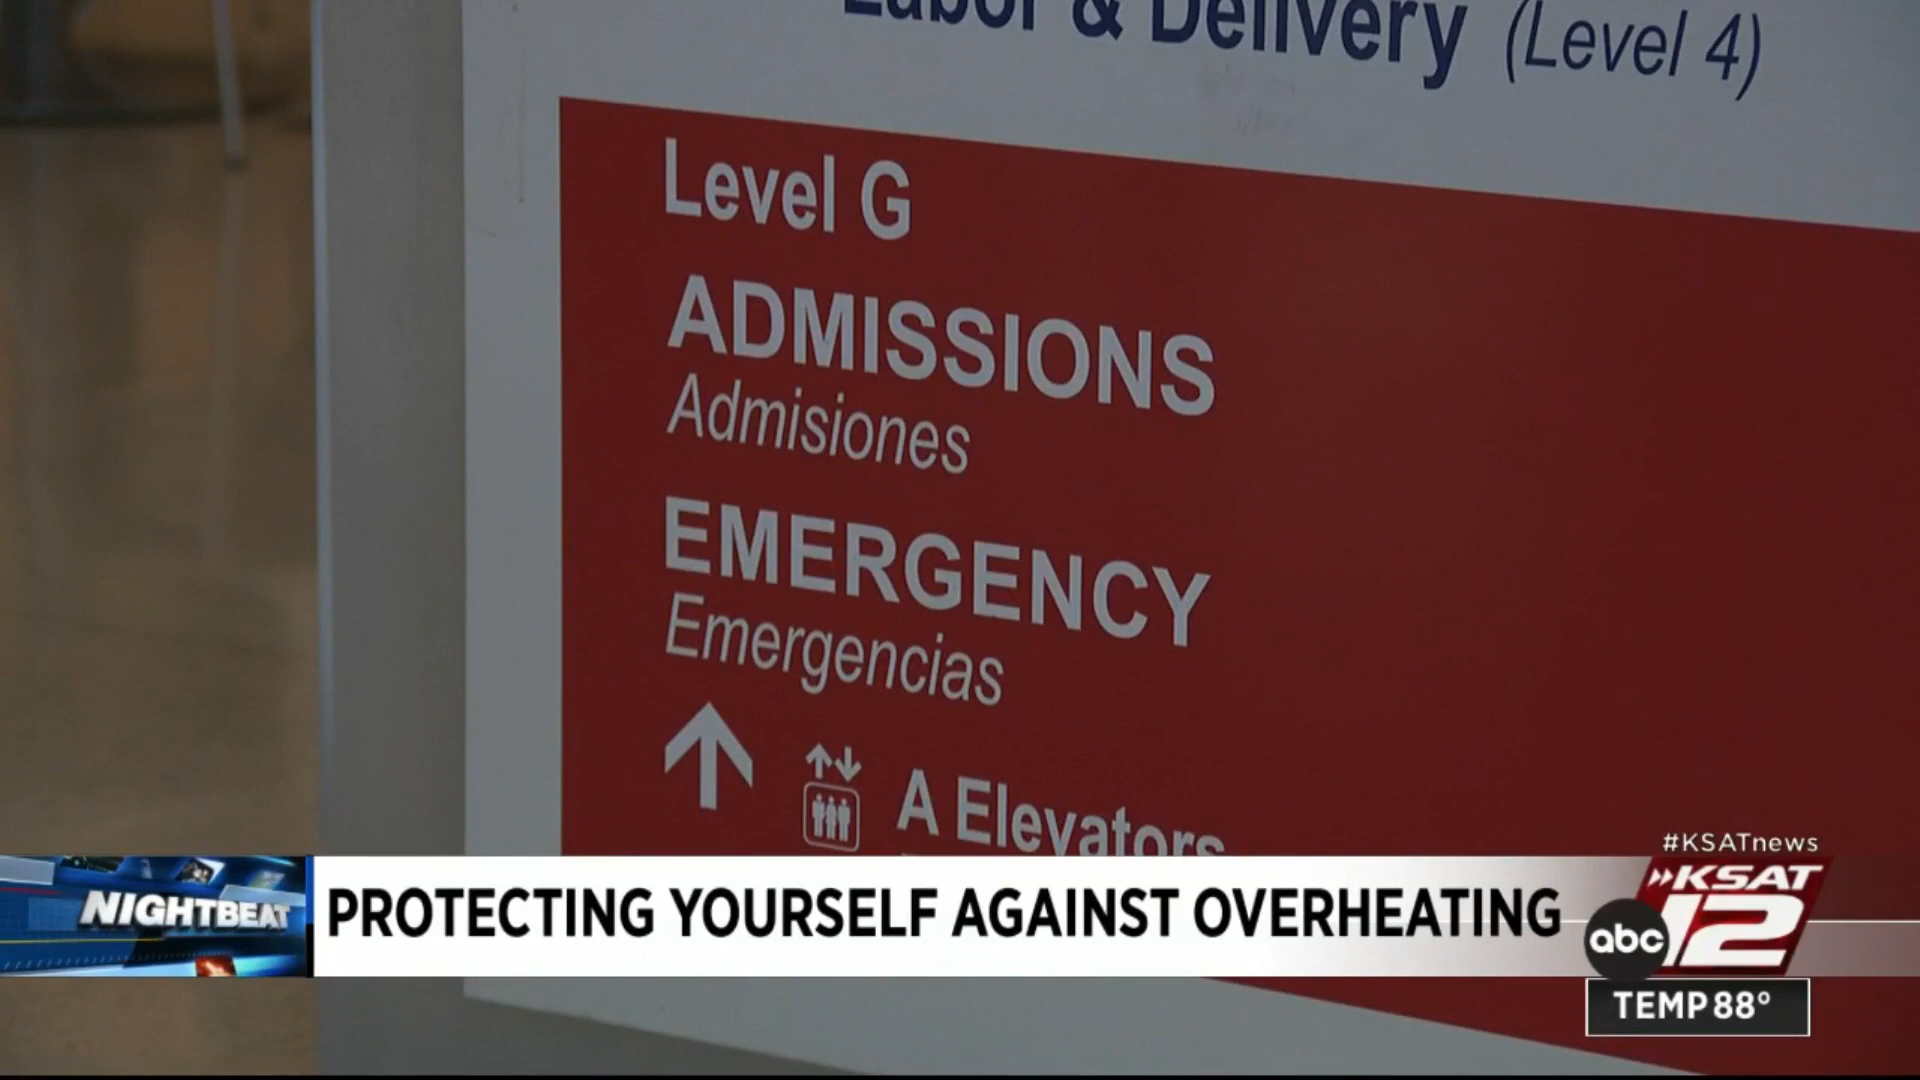 Labor & Delivery (Level 4)
Level G
ADMISSIONS
Admisiones
EMERGENCY
Emergencias
A Elevators
#KSATnews
NIGHTBEAT
PROTECTING YOURSELF AGAINST OVERHEATING
KSAT
abc 12
TEMP 88°